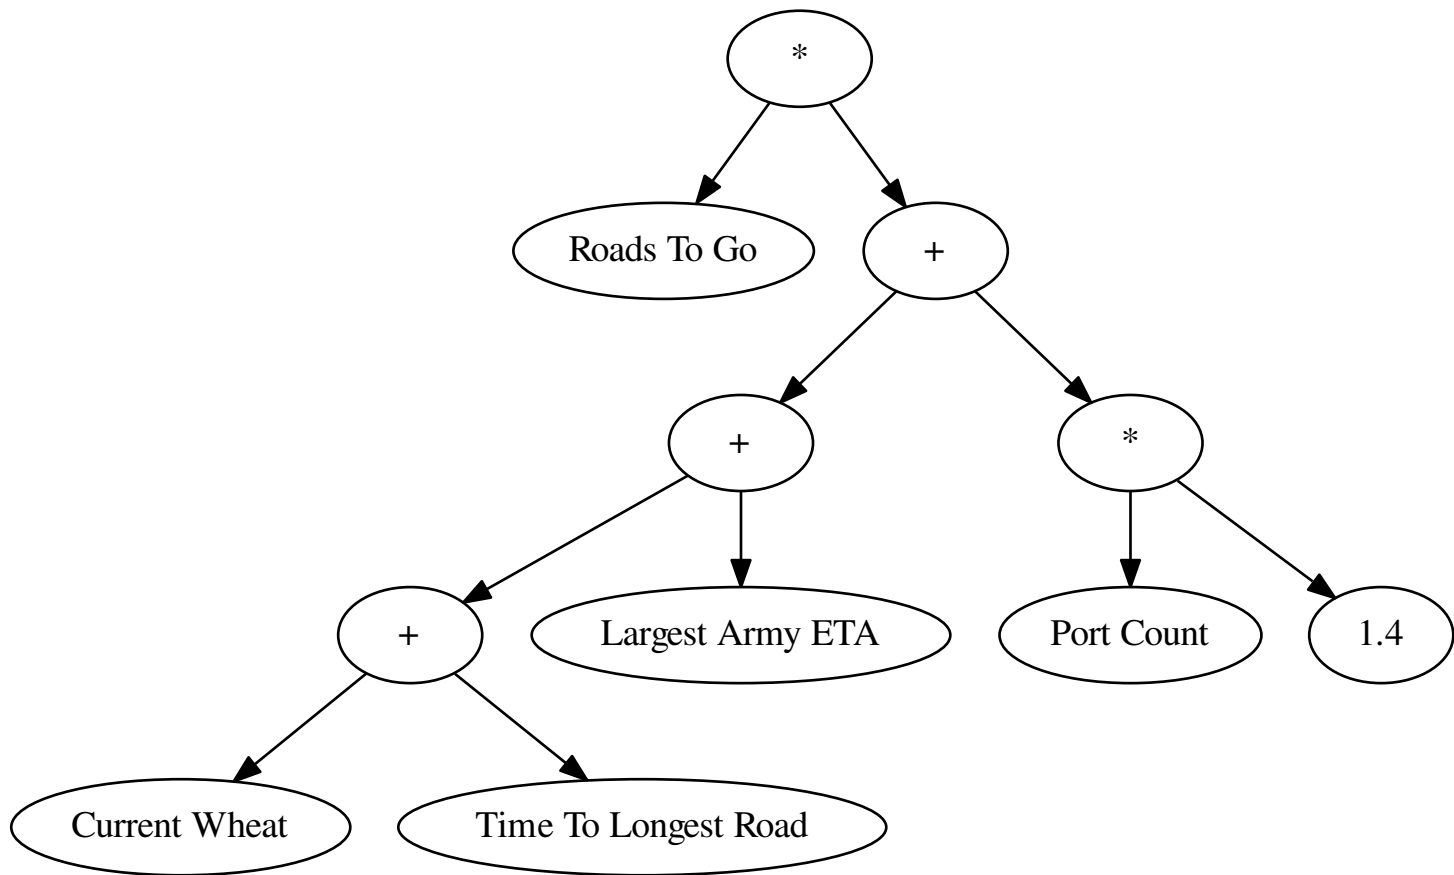 *
Roads To Go
+
+
*
+
Largest Army ETA
Port Count
1.4
Current Wheat
Time To Longest Road